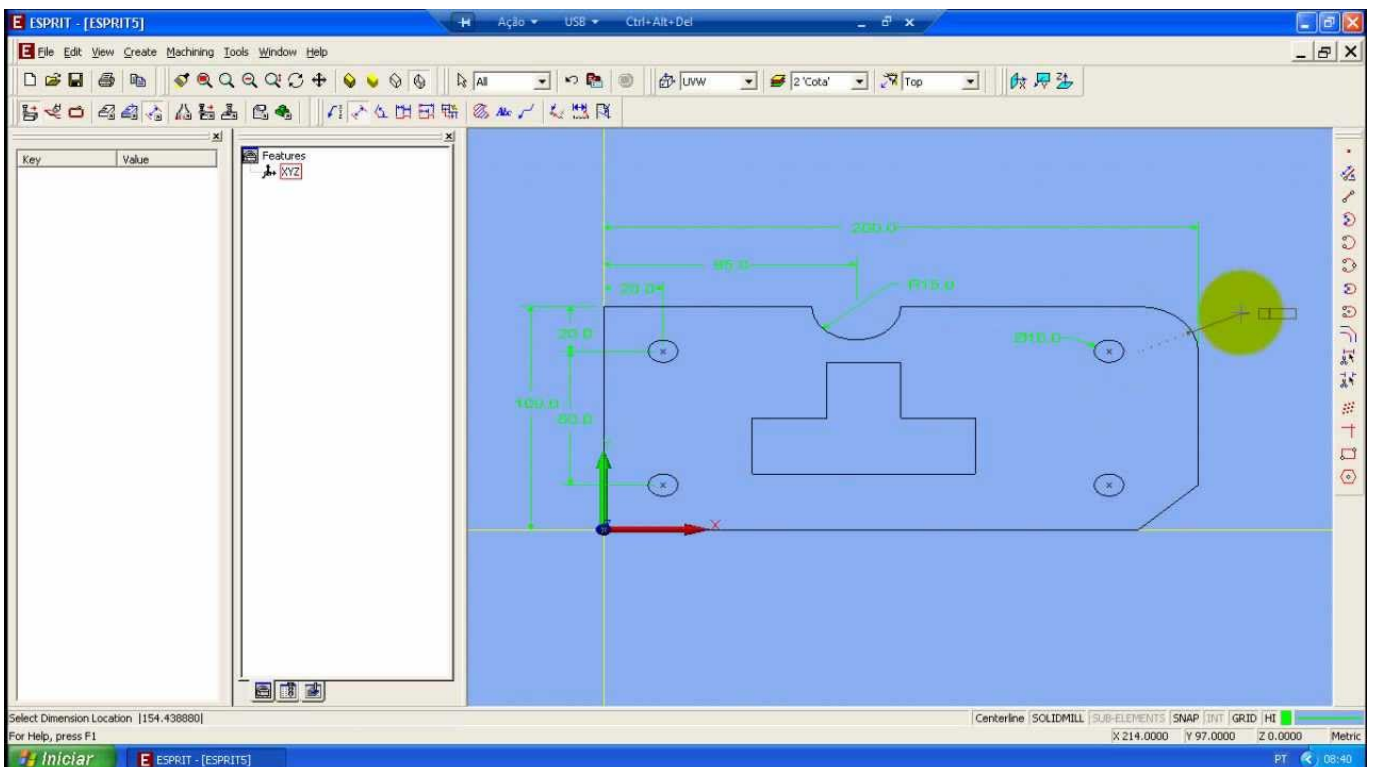 ESPRIT - [ESPRIT5]
Ação USB Ctrl+Alt+Del
File Edit View Create Machining Tools Window Help
All UVW 2 'Cota' Top
Abc
Key Value
Features
XYZ
200.0
85.0
20.0
R15.0
20.0
100.0
60.0
X
Select Dimension Location |154.438880|
Centerline SOLIDMILL SUB-ELEMENTS SNAP INT GRID HI
For Help, press F1
X 214.0000 Y 97.0000 Z 0.0000 Metric
Iniciar ESPRIT - [ESPRIT5] PT 08:40